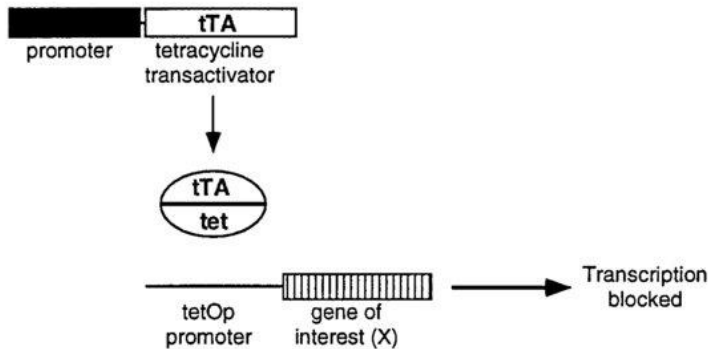 tTA
promoter
tetracycline
transactivator
tTA
tet
tetOp
promoter
gene of
interest (X)
Transcription
blocked